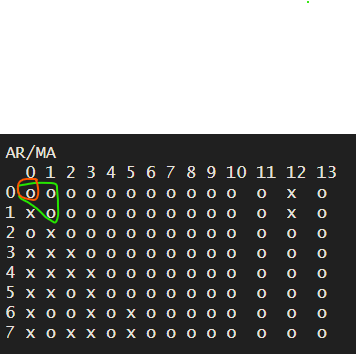 AR/MA
0 1 2 3 4 5 6 7 8 9 10 11 12 13
0 o o o o o o o o o o o o x o
1 x o o o o o o o o o o o x o
2 o x o o o o o o o o o o o o
3 x x x o o o o o o o o o o o
4 x x x x o o o o o o o o o o
5 x x o x o o o o o o o o o o
6 x o o x o x o o o o o o o o
7 x o x x o x o o o o o o o o